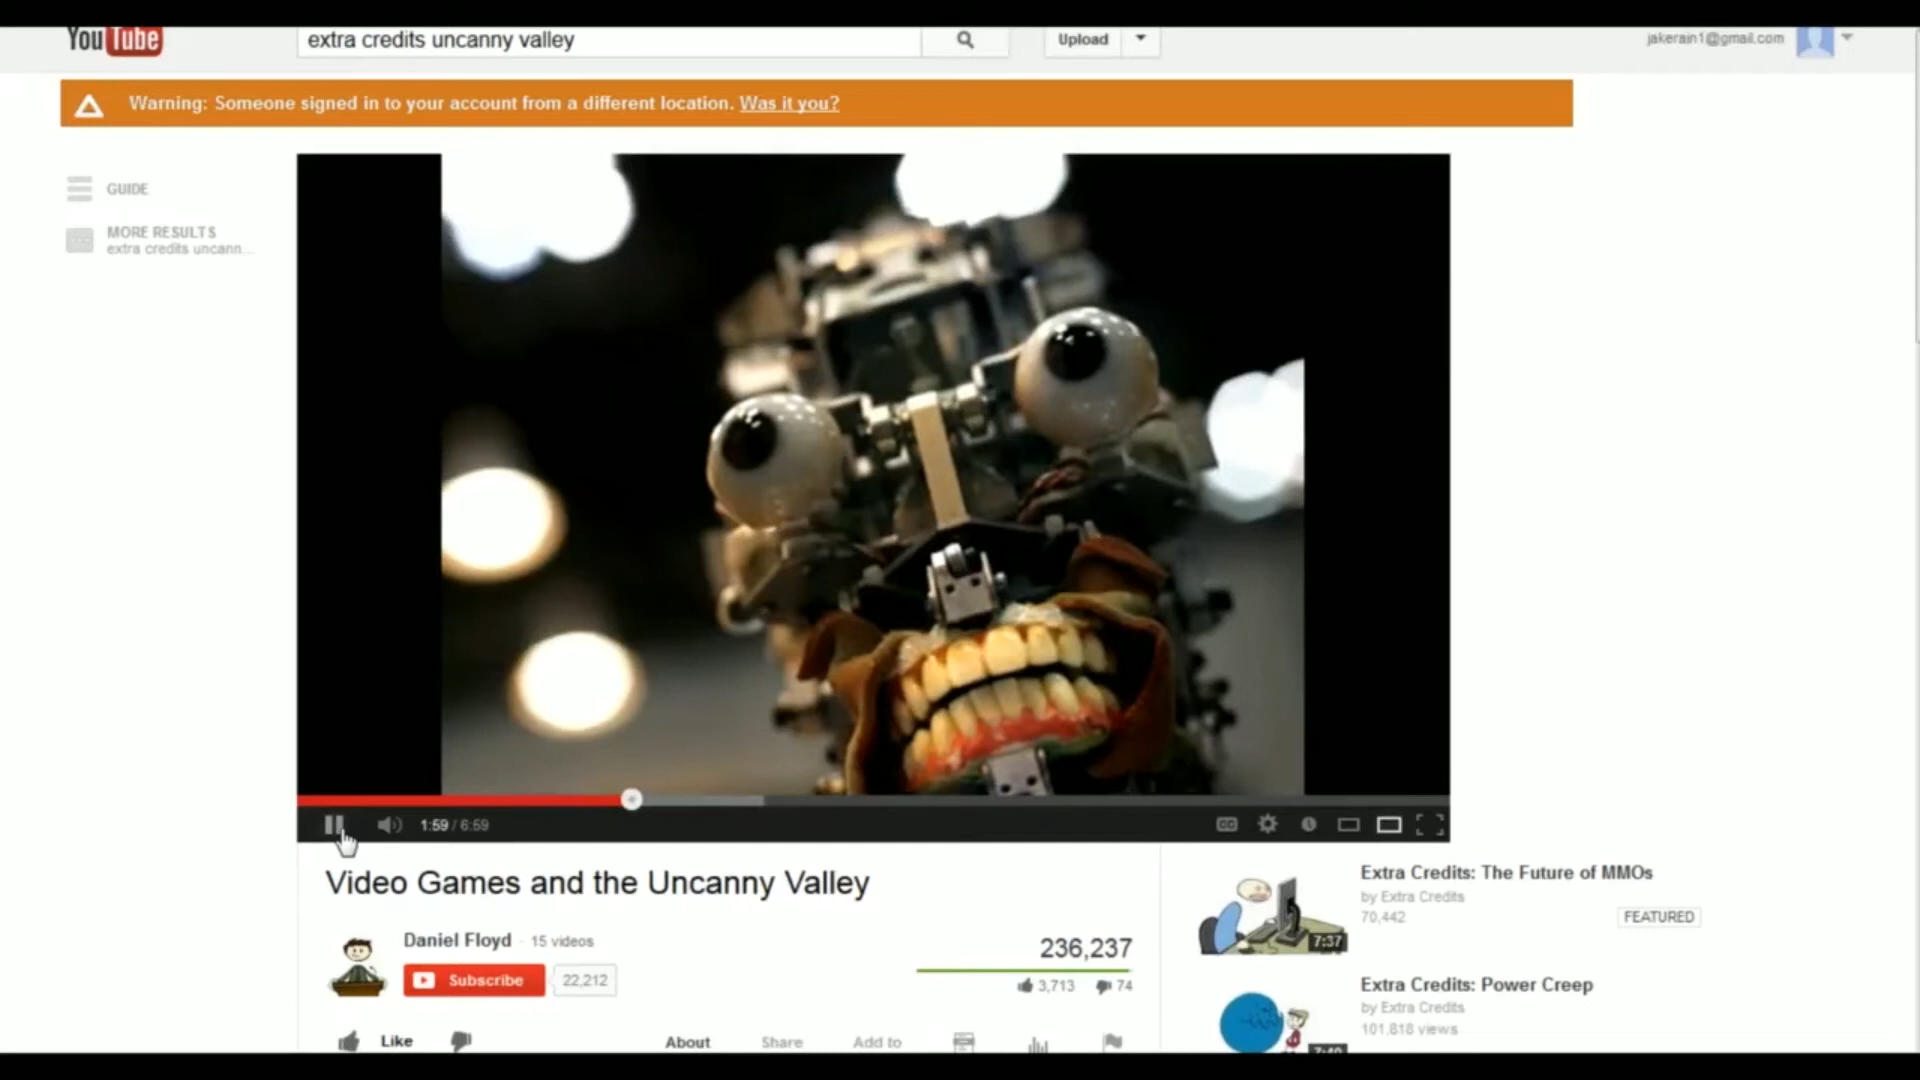 YouTube
extra credits uncanny valley
Upload
jakerain1@gmail.com
Warning: Someone signed in to your account from a different location. Was it you?
GUIDE
MORE RESULTS
extra credits uncann...
1:59 / 6:59
CC
Video Games and the Uncanny Valley
Daniel Floyd · 15 videos
Subscribe 22,212
236,237
3,713 74
Like
About Share Add to
Extra Credits: The Future of MMOs
by Extra Credits
70,442
FEATURED
7:37
Extra Credits: Power Creep
by Extra Credits
101,818 views
7:40